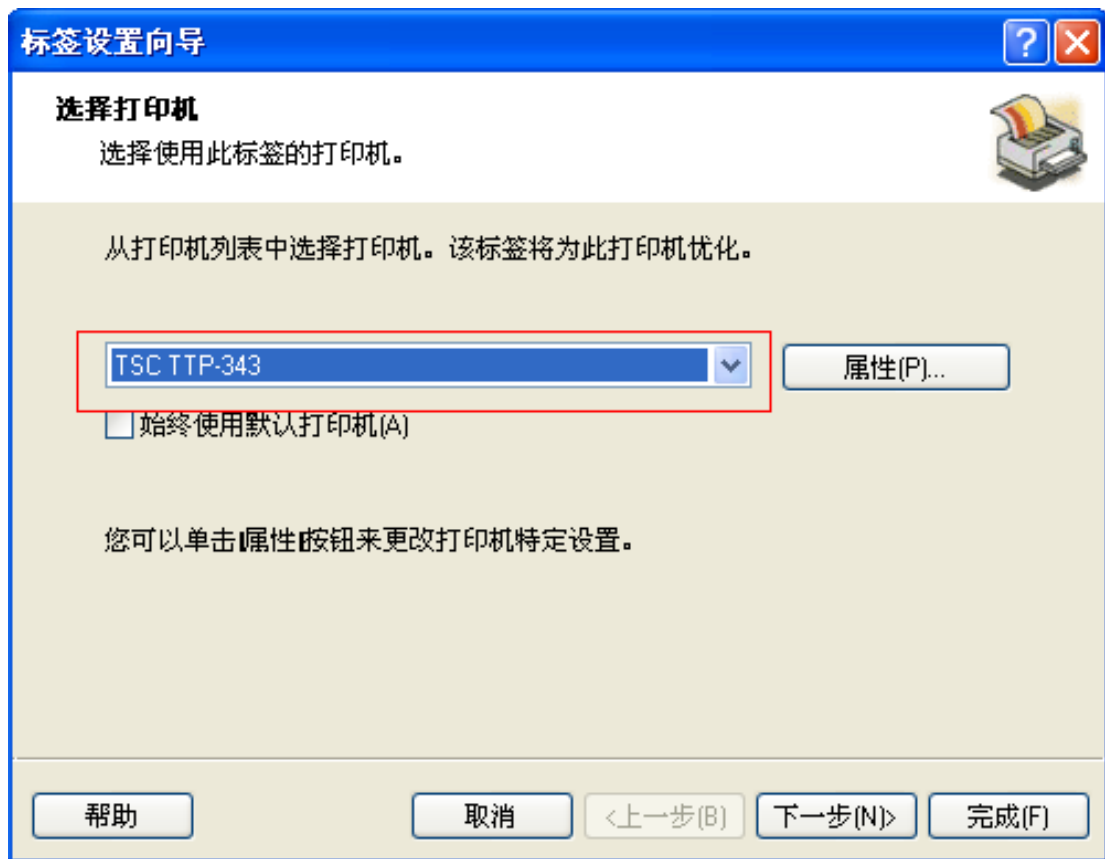 标签设置向导
选择打印机
选择使用此标签的打印机。
从打印机列表中选择打印机。该标签将为此打印机优化。
TSC TTP-343
属性(P)...
始终使用默认打印机(A)
您可以单击[属性]按钮来更改打印机特定设置。
帮助
取消
<上一步(B)
下一步(N)>
完成(F)